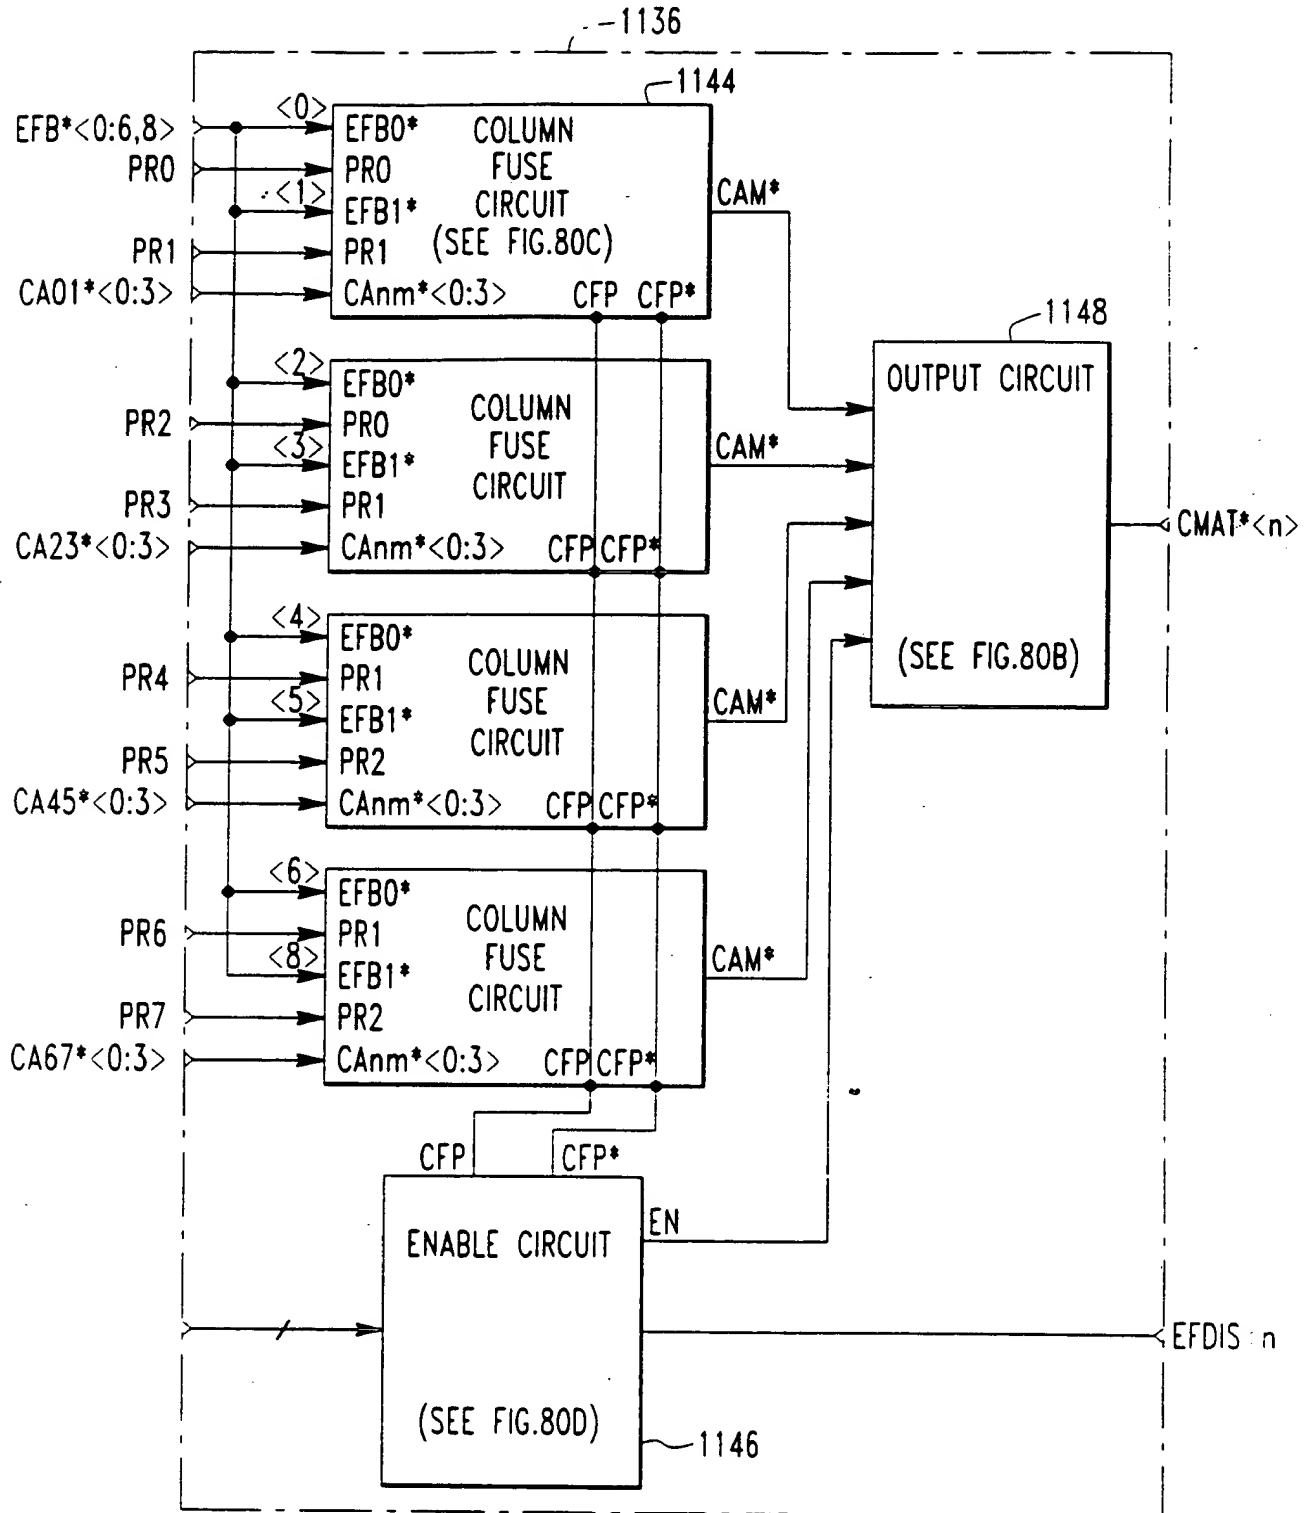 1136
1144
EFB*<0:6,8>
<0>
EFB0*
COLUMN
FUSE
CIRCUIT
(SEE FIG.80C)
PR0
PR0
<1>
EFB1*
CAM*
PR1
PR1
CA01*<0:3>
CAnm*<0:3>
CFP
CFP*
1148
OUTPUT CIRCUIT
(SEE FIG.80B)
CMAT*<n>
<2>
EFB0*
COLUMN
FUSE
CIRCUIT
PR2
PR0
<3>
EFB1*
CAM*
PR3
PR1
CA23*<0:3>
CAnm*<0:3>
CFP
CFP*
<4>
EFB0*
COLUMN
FUSE
CIRCUIT
PR4
PR1
<5>
EFB1*
CAM*
PR5
PR2
CA45*<0:3>
CAnm*<0:3>
CFP
CFP*
<6>
EFB0*
COLUMN
FUSE
CIRCUIT
PR6
PR1
<8>
EFB1*
CAM*
PR7
PR2
CA67*<0:3>
CAnm*<0:3>
CFP
CFP*
CFP
CFP*
EN
ENABLE CIRCUIT
(SEE FIG.80D)
EFDIS n
1146